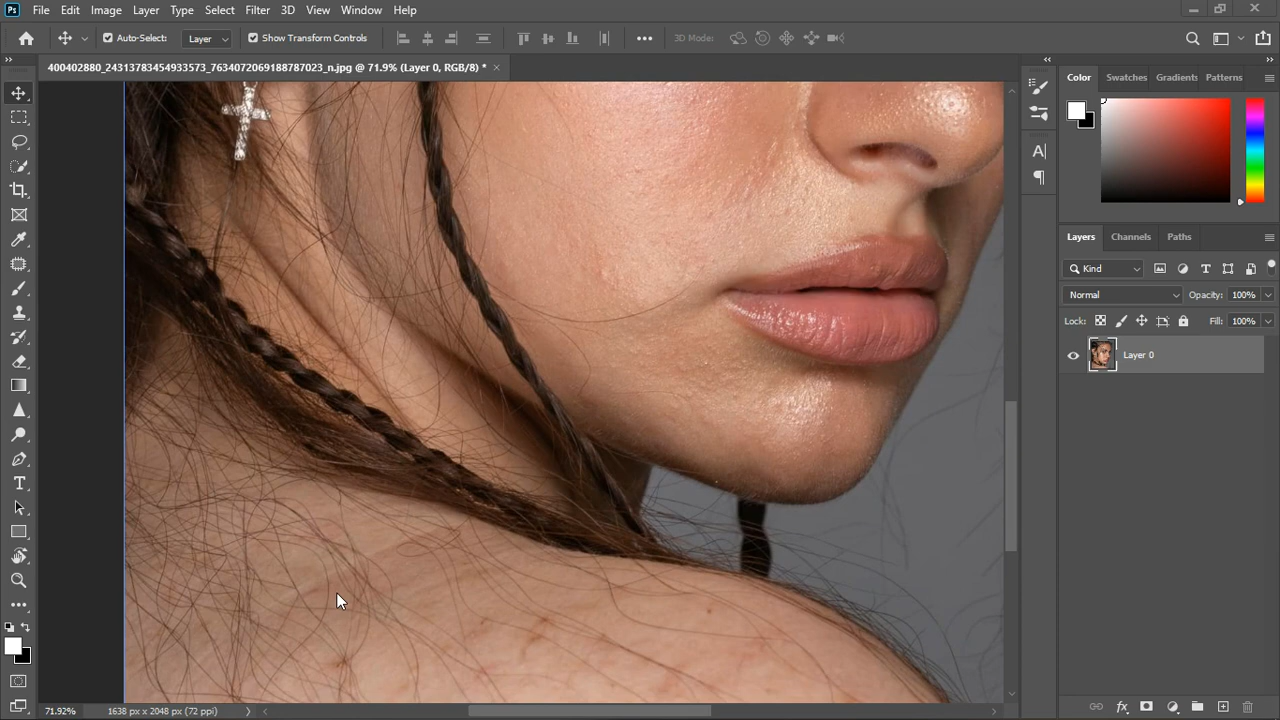 Ps File Edit Image Layer Type Select Filter 3D View Window Help
Auto-Select: Layer Show Transform Controls ••• 3D Mode:
400402880_24313783454933573_7634072069188787023_n.jpg @ 71.9% (Layer 0, RGB/8) *
Color Swatches Gradients Patterns
Layers Channels Paths
Kind
Normal Opacity: 100%
Lock: Fill: 100%
Layer 0
71.92% 1638 px x 2048 px (72 ppi)